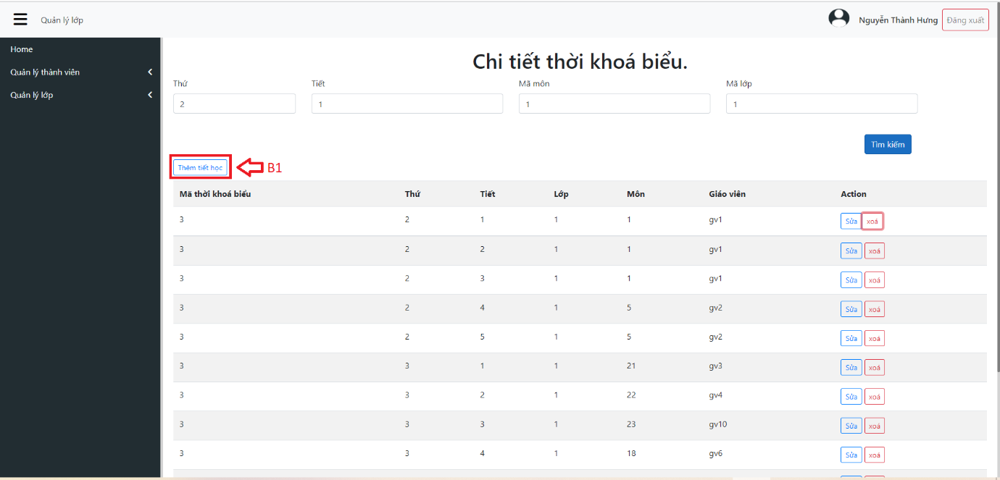 Quản lý lớp
Nguyễn Thành Hưng Đăng xuất
Home
Quản lý thành viên
Quản lý lớp
Chi tiết thời khoá biểu.
Thứ Tiết Mã môn Mã lớp
2 1 1 1
Tìm kiếm
Thêm tiết học B1
Mã thời khoá biểu Thứ Tiết Lớp Môn Giáo viên Action
3 2 1 1 1 gv1 Sửa xoá
3 2 2 1 1 gv1 Sửa xoá
3 2 3 1 1 gv1 Sửa xoá
3 2 4 1 5 gv2 Sửa xoá
3 2 5 1 5 gv2 Sửa xoá
3 3 1 1 21 gv3 Sửa xoá
3 3 2 1 22 gv4 Sửa xoá
3 3 3 1 23 gv10 Sửa xoá
3 3 4 1 18 gv6 Sửa xoá